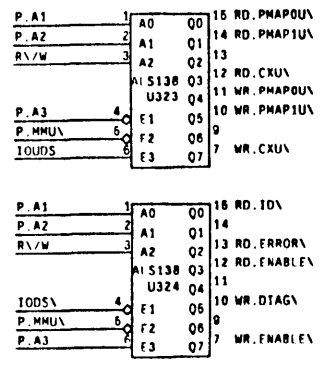 P.A1 1 A0 Q0 15 RD.PMAP0U\
P.A2 2 A1 Q1 14 RD.PMAP1U\
R\/W 3 A2 Q2 13
ALS138 Q3 12 RD.CXU\
U323 Q4 11 WR.PMAP0U\
P.A3 4 E1 Q5 10 WR.PMAP1U\
P.MMU\ 5 E2 Q6 9
IOUDS 6 E3 Q7 7 WR.CXU\
P.A1 1 A0 Q0 15 RD.ID\
P.A2 2 A1 Q1 14
R\/W 3 A2 Q2 13 RD.ERROR\
ALS138 Q3 12 RD.ENABLE\
U324 Q4 11
IODS\ 4 E1 Q5 10 WR.DIAG\
P.MMU\ 5 E2 Q6 9
P.A3 6 E3 Q7 7 WR.ENABLE\